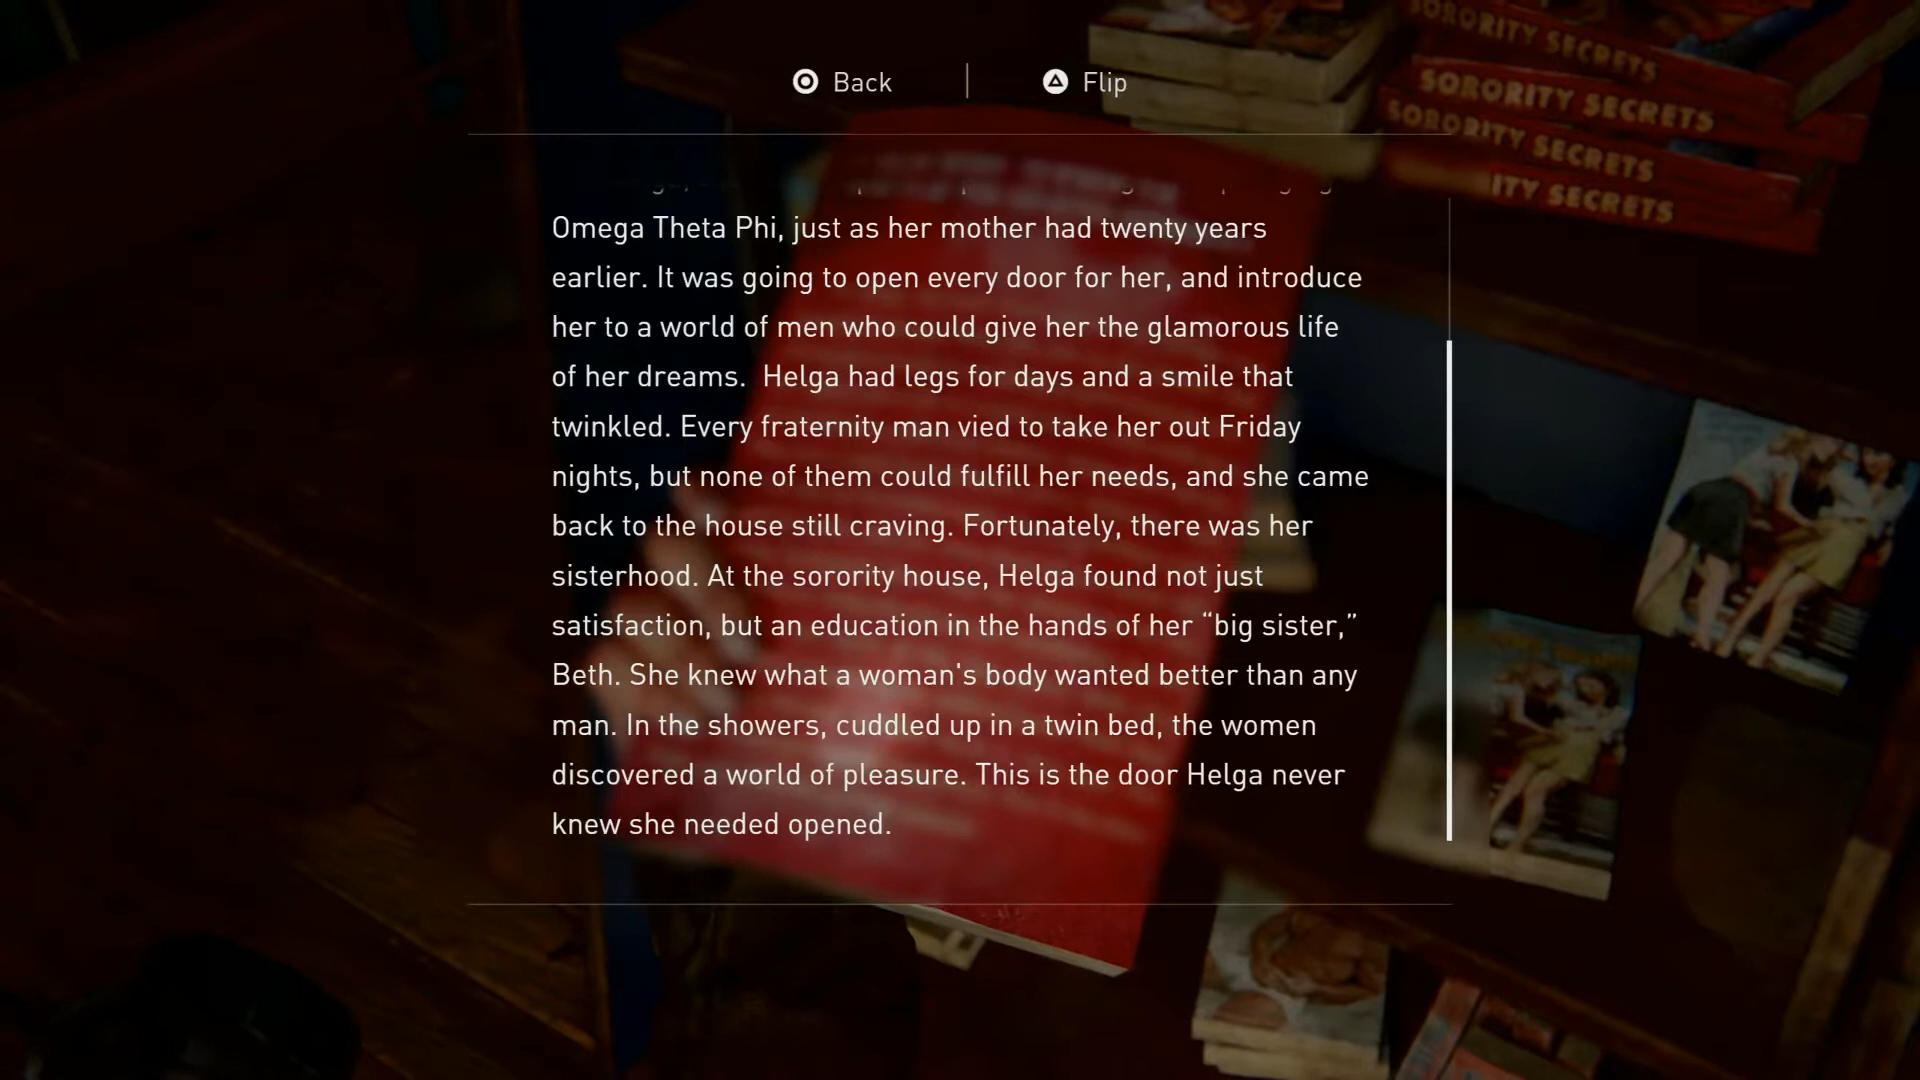 Back
Flip
SORORITY SECRETS
SORORITY SECRETS
SORORITY SECRETS
ITY SECRETS
Omega Theta Phi, just as her mother had twenty years
earlier. It was going to open every door for her, and introduce
her to a world of men who could give her the glamorous life
of her dreams.  Helga had legs for days and a smile that
twinkled. Every fraternity man vied to take her out Friday
nights, but none of them could fulfill her needs, and she came
back to the house still craving. Fortunately, there was her
sisterhood. At the sorority house, Helga found not just
satisfaction, but an education in the hands of her “big sister,”
Beth. She knew what a woman's body wanted better than any
man. In the showers, cuddled up in a twin bed, the women
discovered a world of pleasure. This is the door Helga never
knew she needed opened.